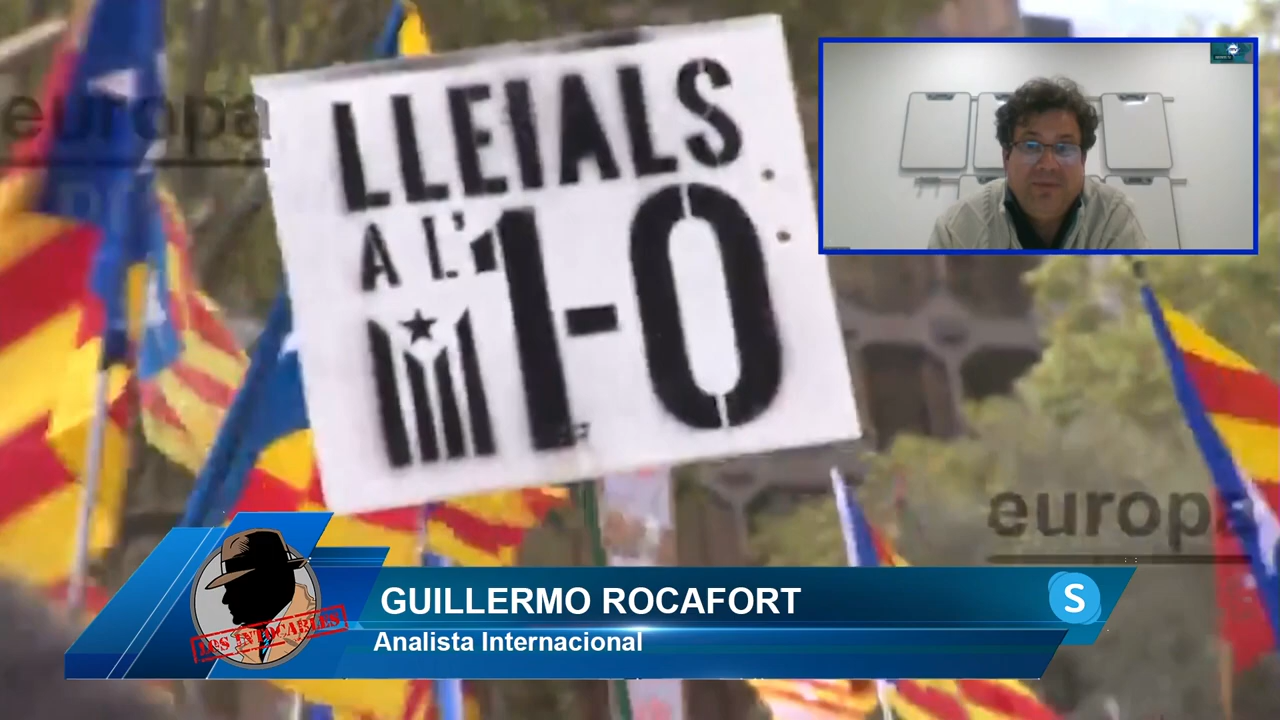 LLEIALS
A L'1-O
europa
europa
GUILLERMO ROCAFORT
Analista Internacional
LOS INTOCABLES
S